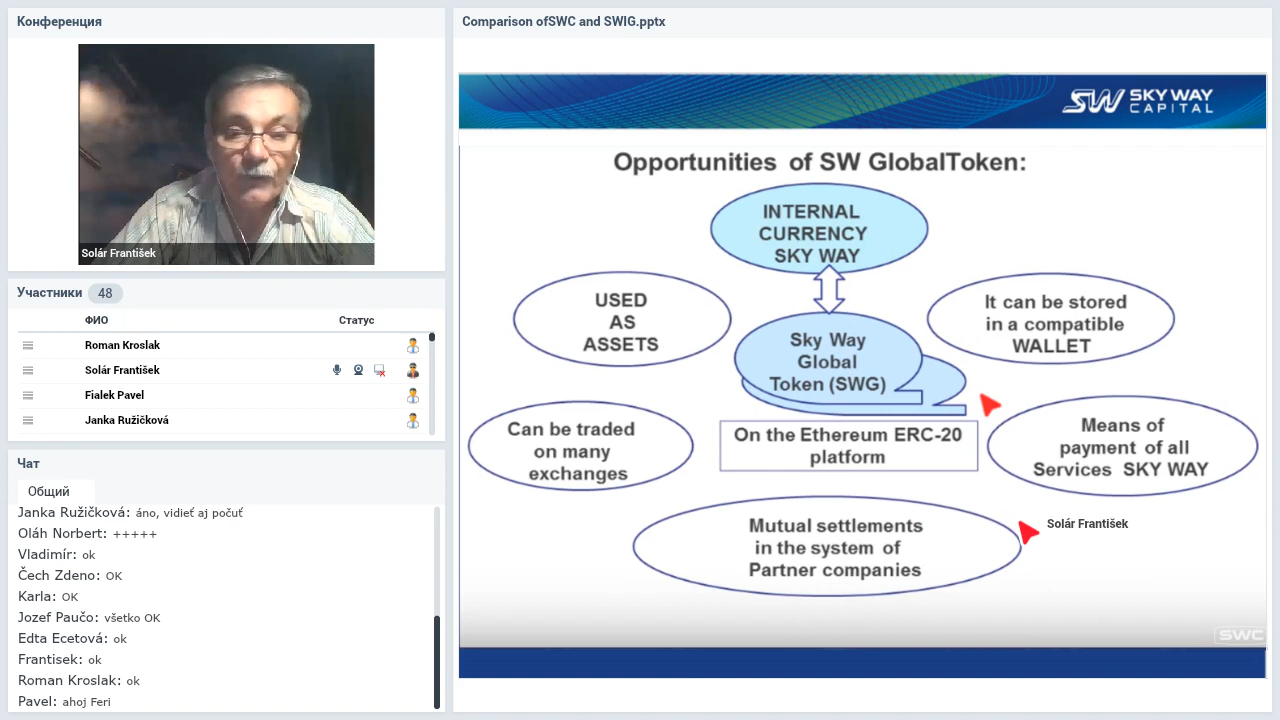 Конференция
Solár František
Участники 48
ФИО Статус
Roman Kroslak
Solár František
Fialek Pavel
Janka Ružičková
Чат
Общий
Janka Ružičková: áno, vidieť aj počuť
Oláh Norbert: +++++
Vladimír: ok
Čech Zdeno: OK
Karla: OK
Jozef Paučo: všetko OK
Edta Ecetová: ok
Frantisek: ok
Roman Kroslak: ok
Pavel: ahoj Feri
Comparison ofSWC and SWIG.pptx
SW SKY WAY
CAPITAL
Opportunities of SW GlobalToken:
INTERNAL
CURRENCY
SKY WAY
USED
AS
ASSETS
It can be stored
in a compatible
WALLET
Sky Way
Global
Token (SWG)
Can be traded
on many
exchanges
On the Ethereum ERC-20
platform
Means of
payment of all
Services SKY WAY
Mutual settlements
in the system of
Partner companies
Solár František
SWC